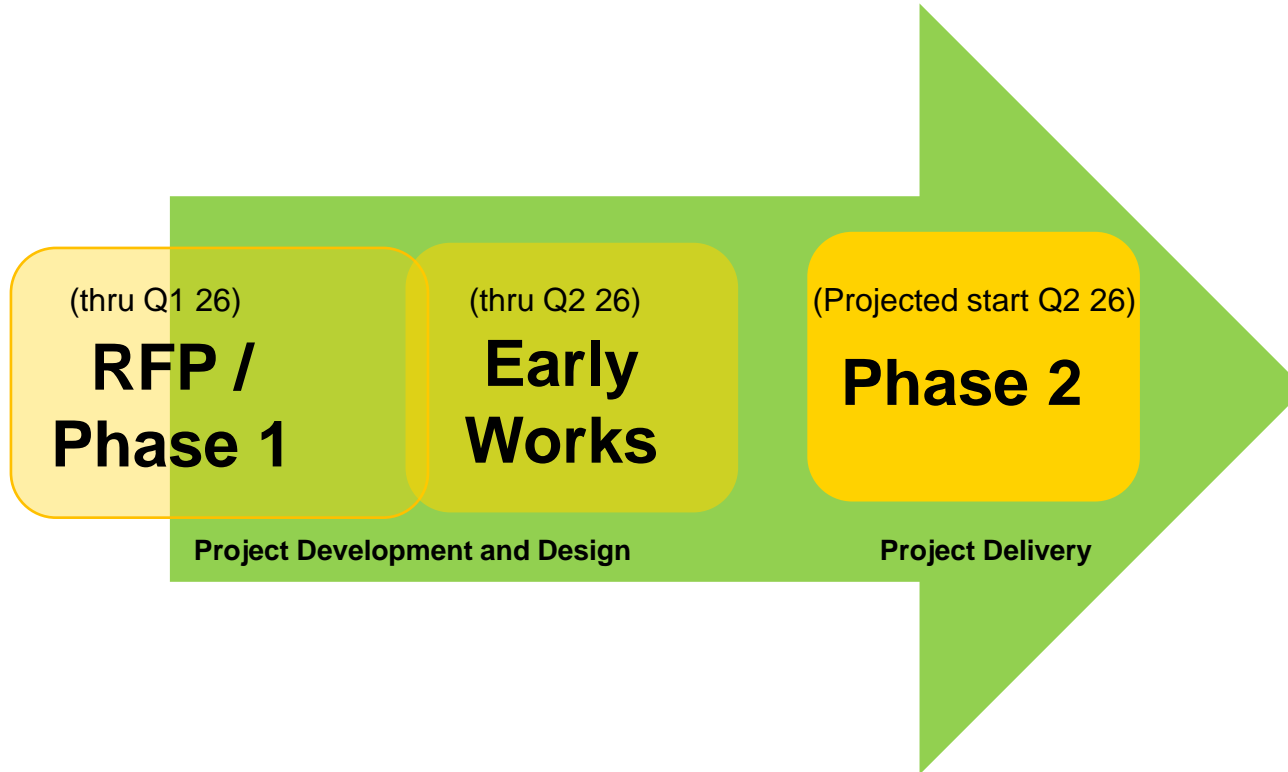 (thru Q1 26)
RFP /
Phase 1
(thru Q2 26)
Early
Works
(Projected start Q2 26)
Phase 2
Project Development and Design
Project Delivery